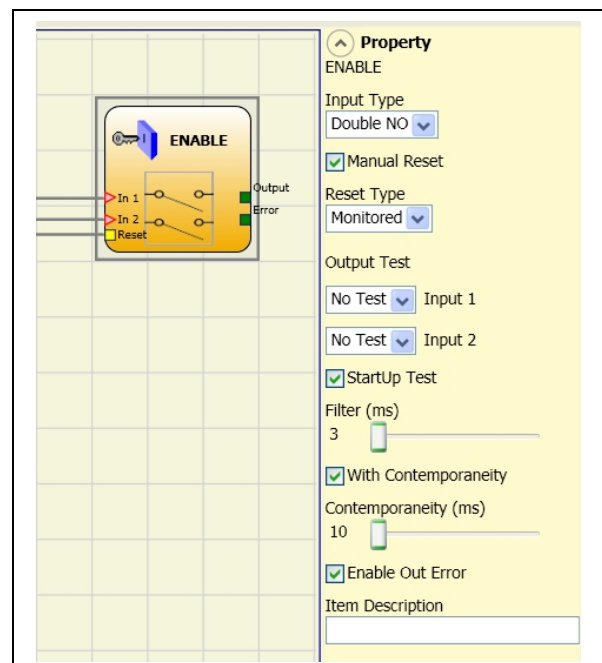 ENABLE
In 1
In 2
Reset
Output
Error
Property
ENABLE
Input Type
Double NO
Manual Reset
Reset Type
Monitored
Output Test
No Test Input 1
No Test Input 2
StartUp Test
Filter (ms)
3
With Contemporaneity
Contemporaneity (ms)
10
Enable Out Error
Item Description